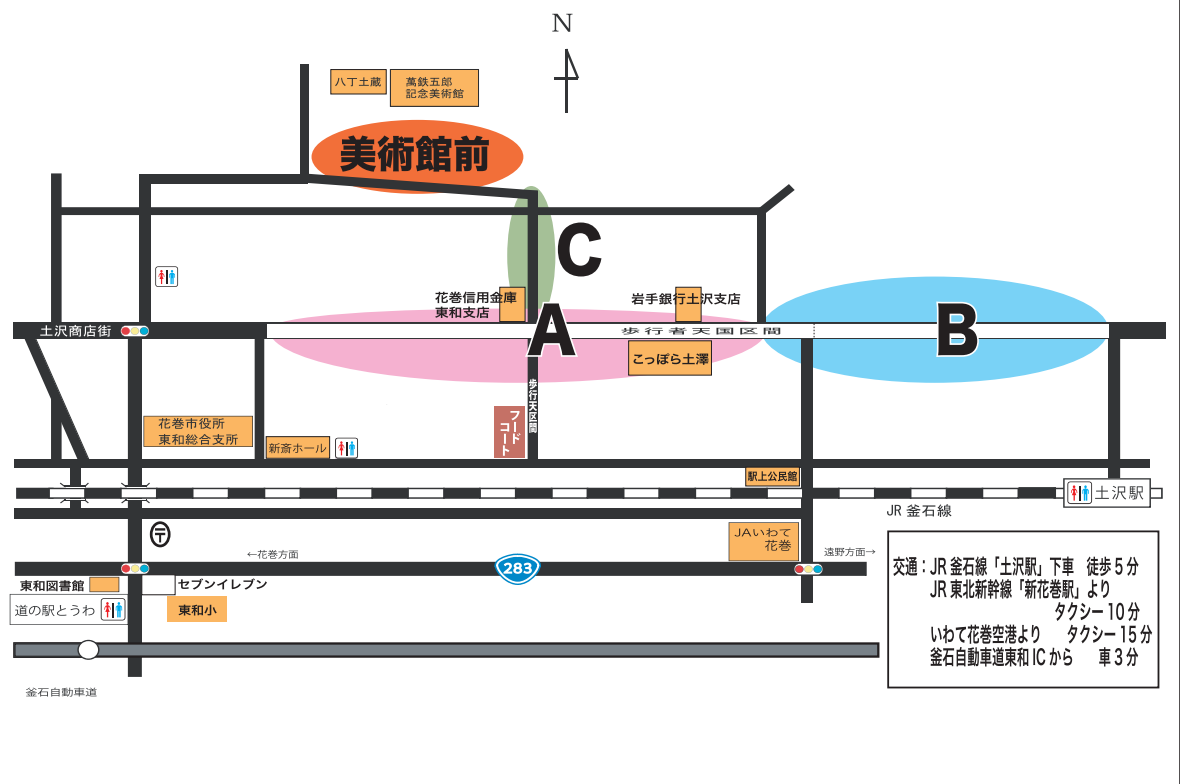 N
八丁土蔵
萬鉄五郎
記念美術館
美術館前
C
花巻信用金庫
東和支店
岩手銀行土沢支店
A
B
土沢商店街
歩行者天国区間
こっぽら土澤
歩行天区間
フード
コート
花巻市役所
東和総合支所
新斎ホール
駅上公民館
土沢駅
JR 釜石線
〒
JAいわて
花巻
←花巻方面
遠野方面→
283
東和図書館
セブンイレブン
道の駅とうわ
東和小
釜石自動車道
交通：JR 釜石線「土沢駅」下車　徒歩 5 分
JR 東北新幹線「新花巻駅」より
タクシー 10 分
いわて花巻空港より　タクシー 15 分
釜石自動車道東和 IC から　車 3 分